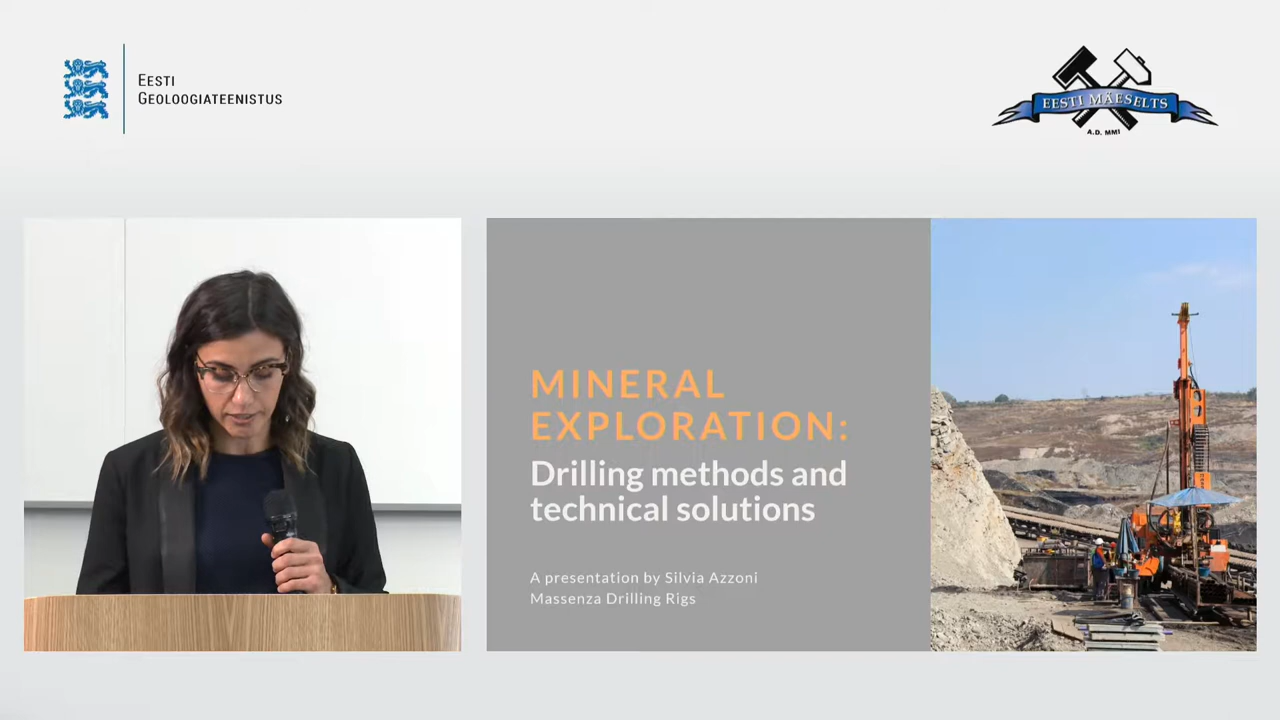 EESTI
GEOLOOGIATEENISTUS
EESTI MÄESELTS
A.D. MMI
MINERAL
EXPLORATION:
Drilling methods and
technical solutions
A presentation by Silvia Azzoni
Massenza Drilling Rigs